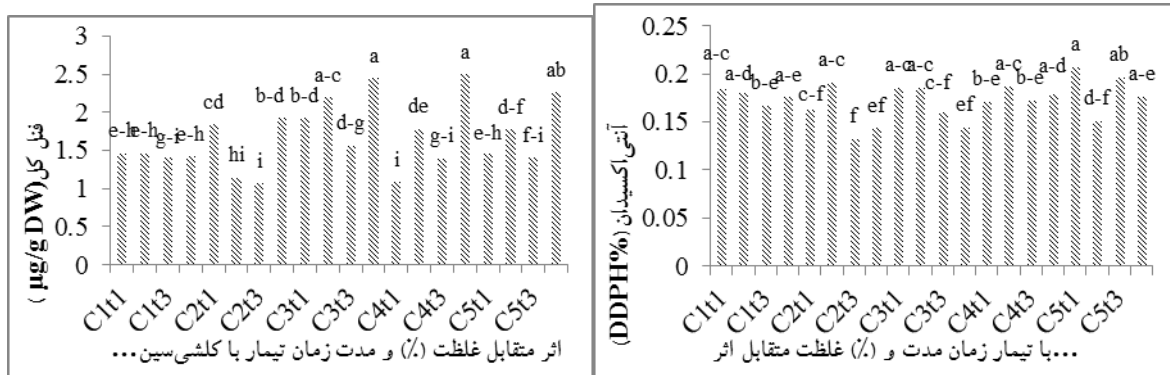 فنل کل(µg/g DW )
3
2.5
2
1.5
1
0.5
0
e-h e-h g-i e-h cd hi i b-d b-d a-c d-g a i de g-i a e-h d-f f-i ab
C1t1 C1t3 C2t1 C2t3 C3t1 C3t3 C4t1 C4t3 C5t1 C5t3
اثر متقابل غلظت (٪) و مدت زمان تیمار با کلشی‌سین...
آنتی‌اکسیدان (DDPH%)
0.25
0.2
0.15
0.1
0.05
0
a-c a-d b-e a-e c-f a-c f ef a-c a-c c-f ef b-e a-c b-e a-d a d-f ab a-e
C1t1 C1t3 C2t1 C2t3 C3t1 C3t3 C4t1 C4t3 C5t1 C5t3
...با تیمار زمان مدت و (٪) غلظت متقابل اثر